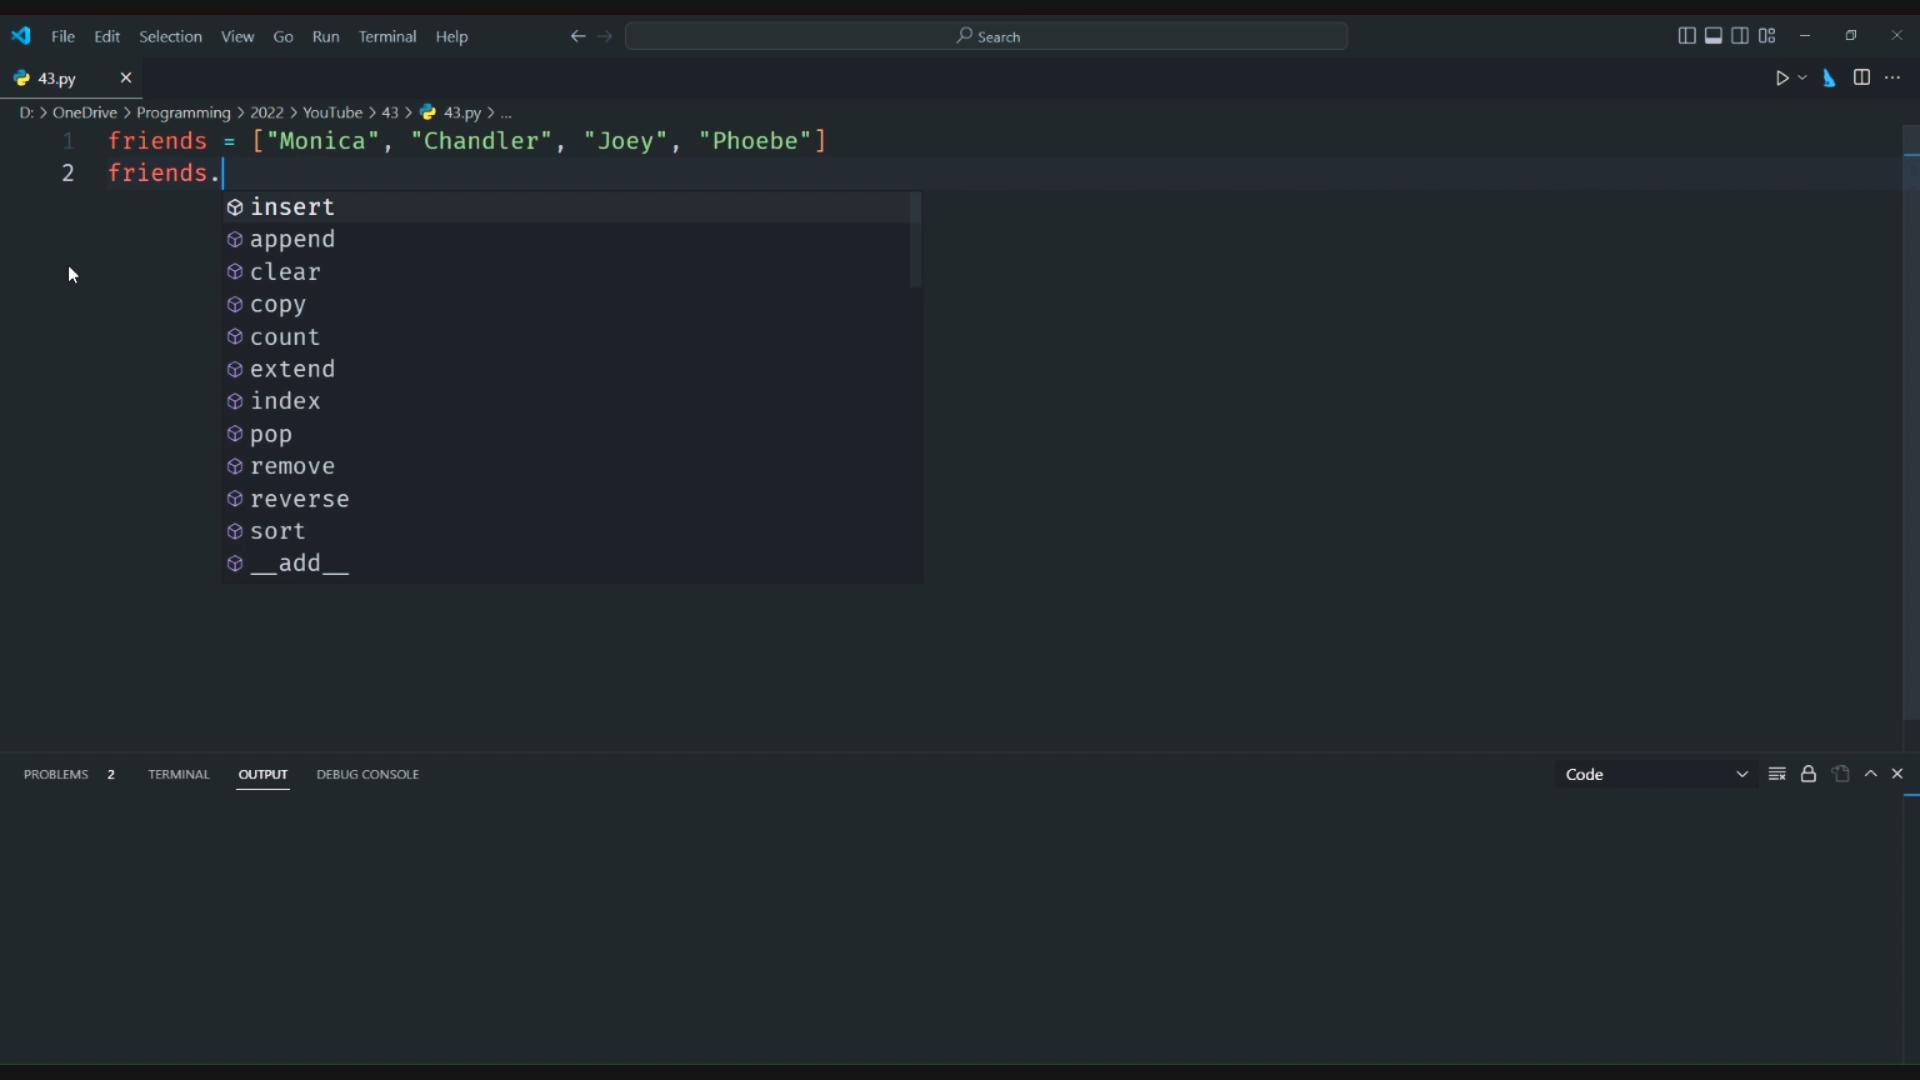 File Edit Selection View Go Run Terminal Help Search
43.py
D: > OneDrive > Programming > 2022 > YouTube > 43 > 43.py > ...
1 friends = ["Monica", "Chandler", "Joey", "Phoebe"]
2 friends.
insert
append
clear
copy
count
extend
index
pop
remove
reverse
sort
__add__
PROBLEMS 2 TERMINAL OUTPUT DEBUG CONSOLE Code